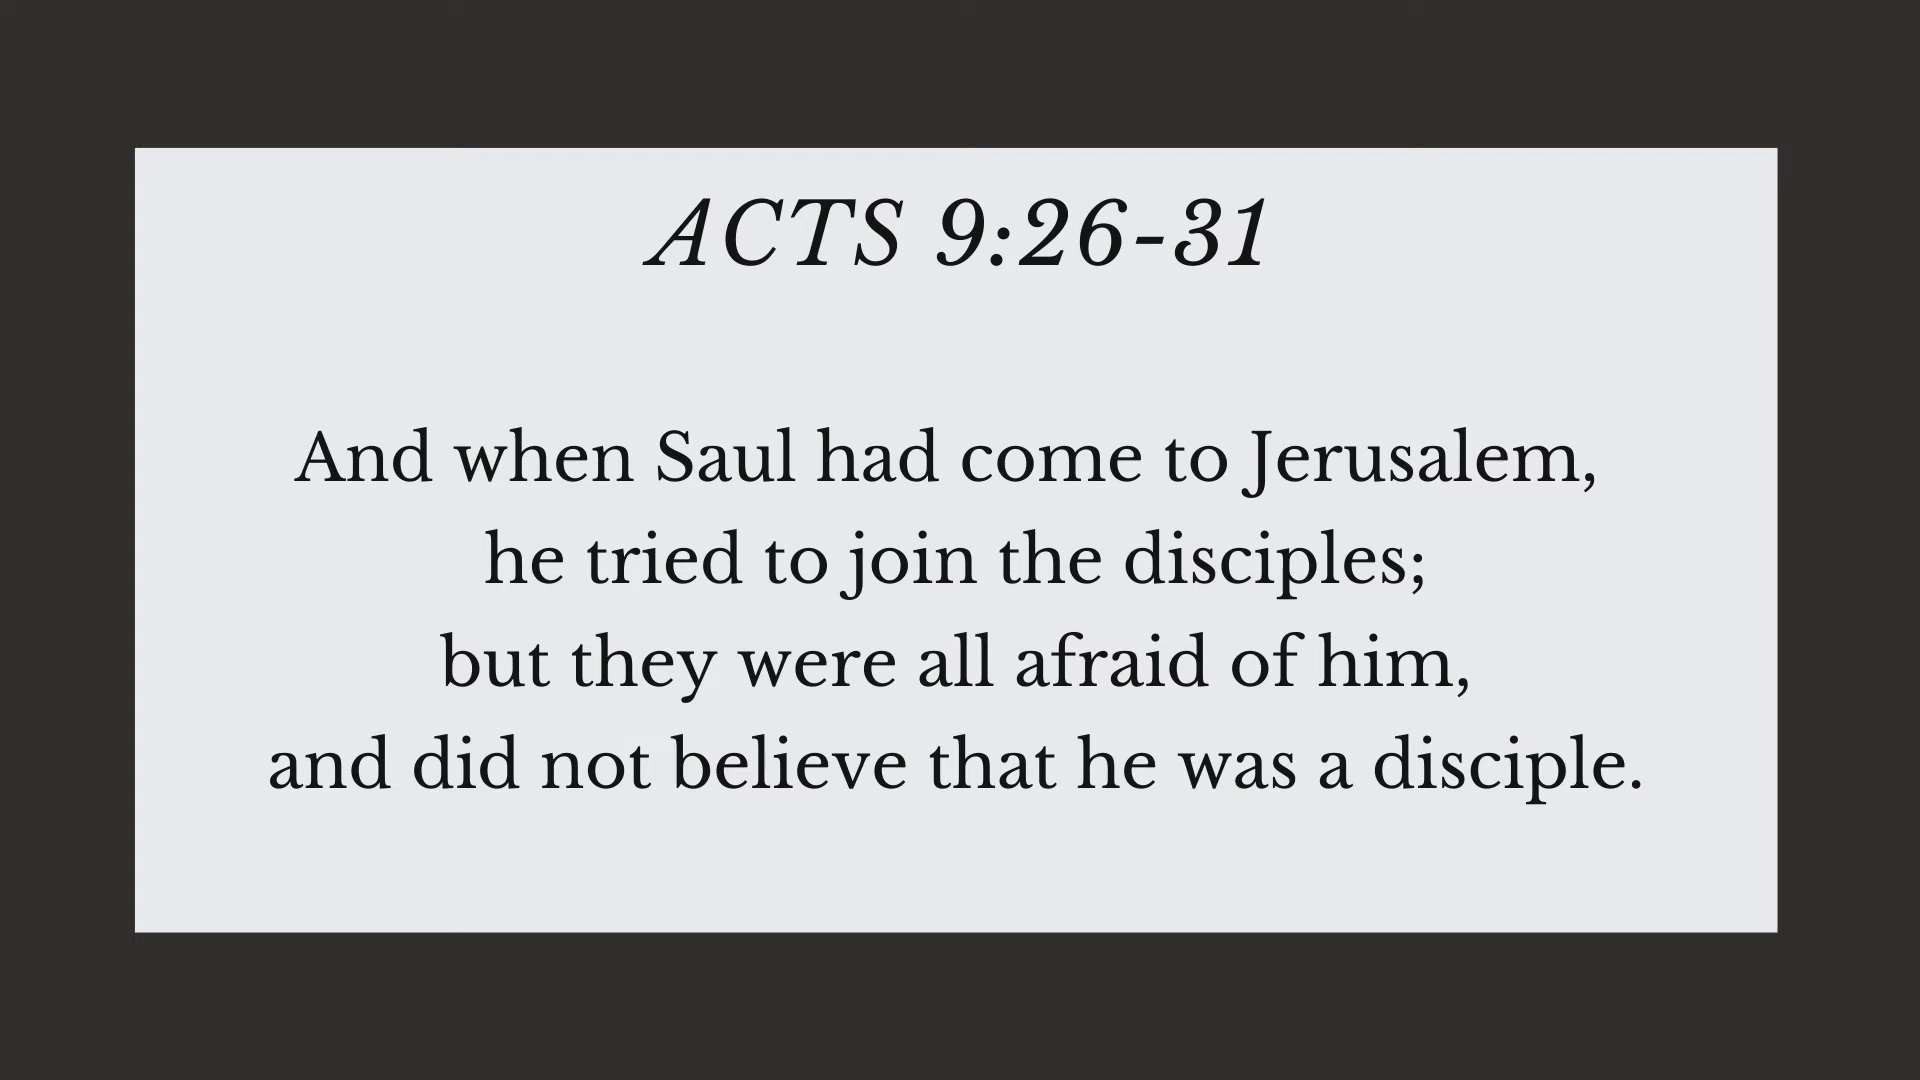 ACTS 9:26-31
And when Saul had come to Jerusalem,
he tried to join the disciples;
but they were all afraid of him,
and did not believe that he was a disciple.